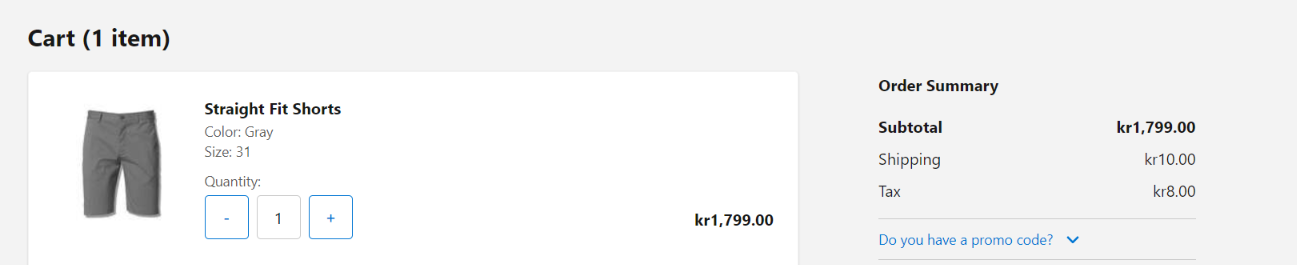 Cart (1 item)
Straight Fit Shorts
Color: Gray
Size: 31
Quantity:
- 1 +
kr1,799.00
Order Summary
Subtotal kr1,799.00
Shipping kr10.00
Tax kr8.00
Do you have a promo code?